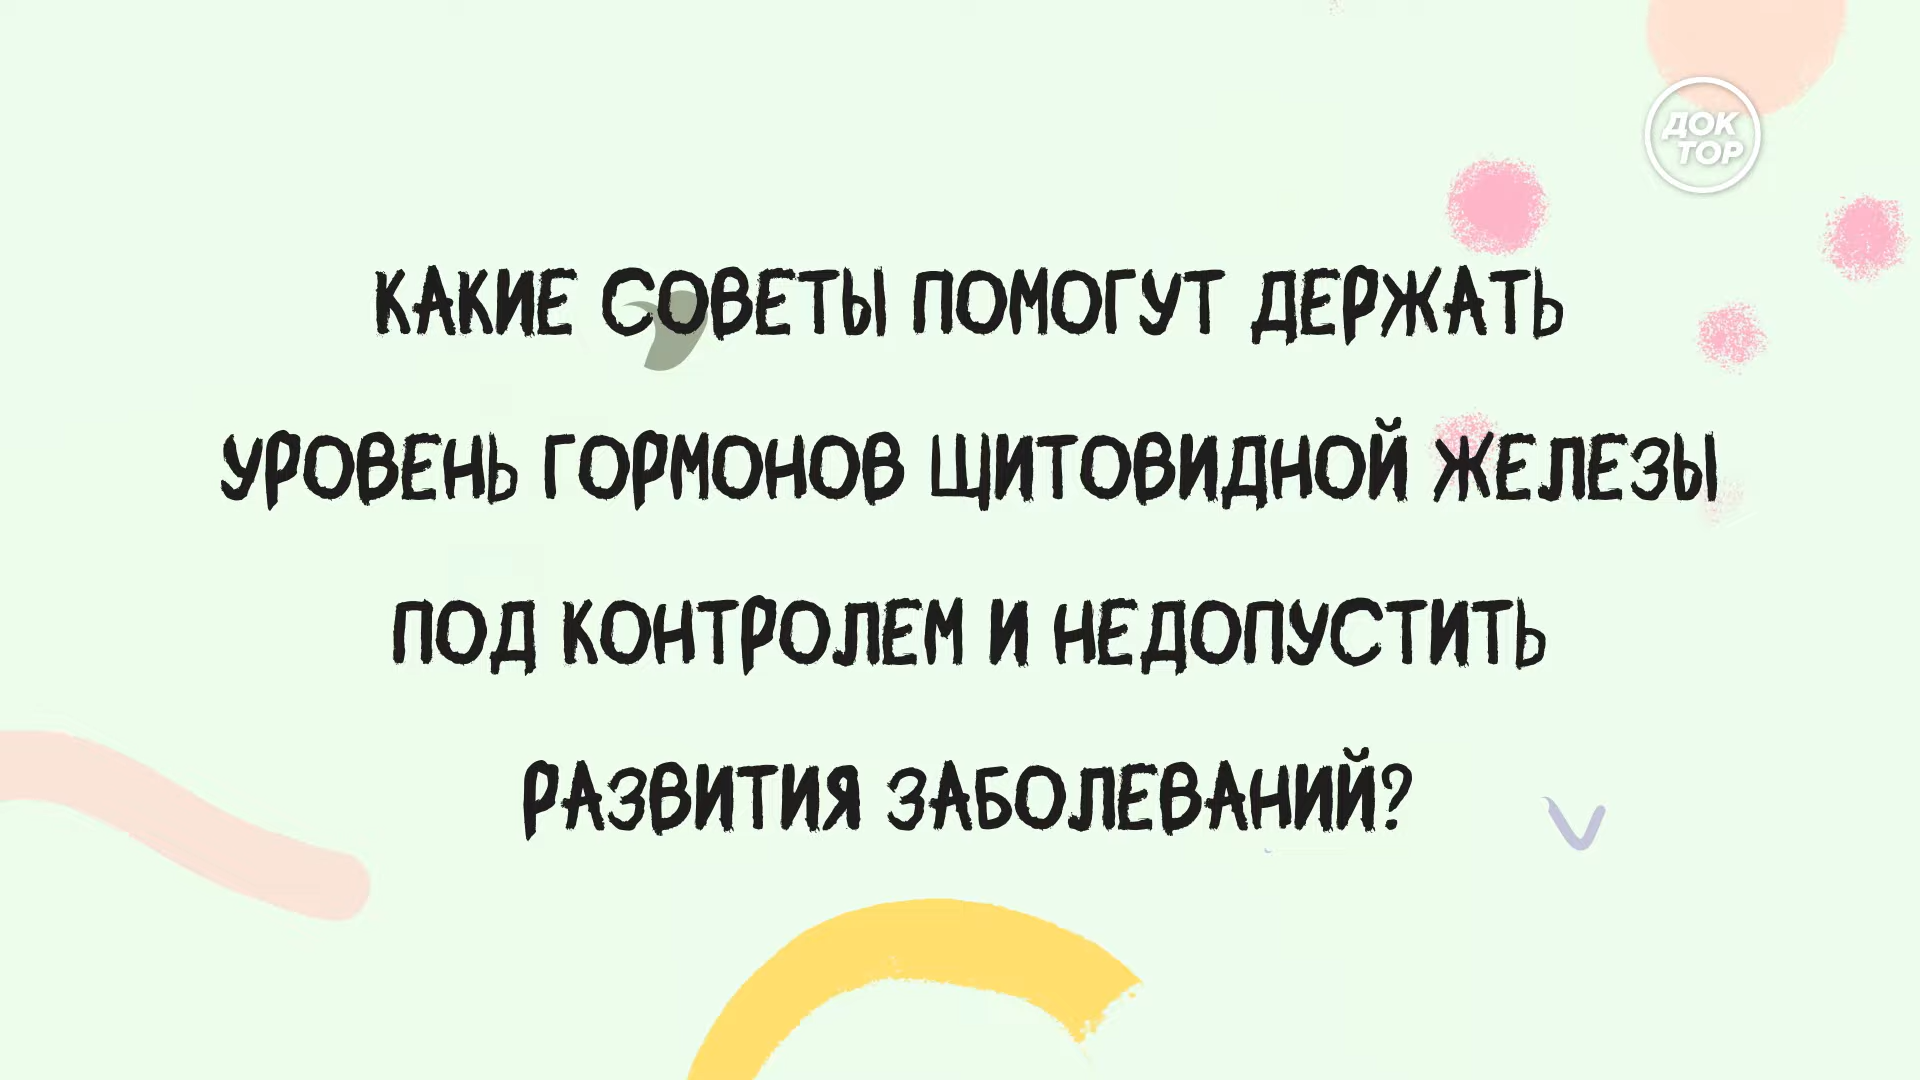 ДОК
ТОР
КАКИЕ СОВЕТЫ ПОМОГУТ ДЕРЖАТЬ
УРОВЕНЬ ГОРМОНОВ ЩИТОВИДНОЙ ЖЕЛЕЗЫ
ПОД КОНТРОЛЕМ И НЕДОПУСТИТЬ
РАЗВИТИЯ ЗАБОЛЕВАНИЙ?